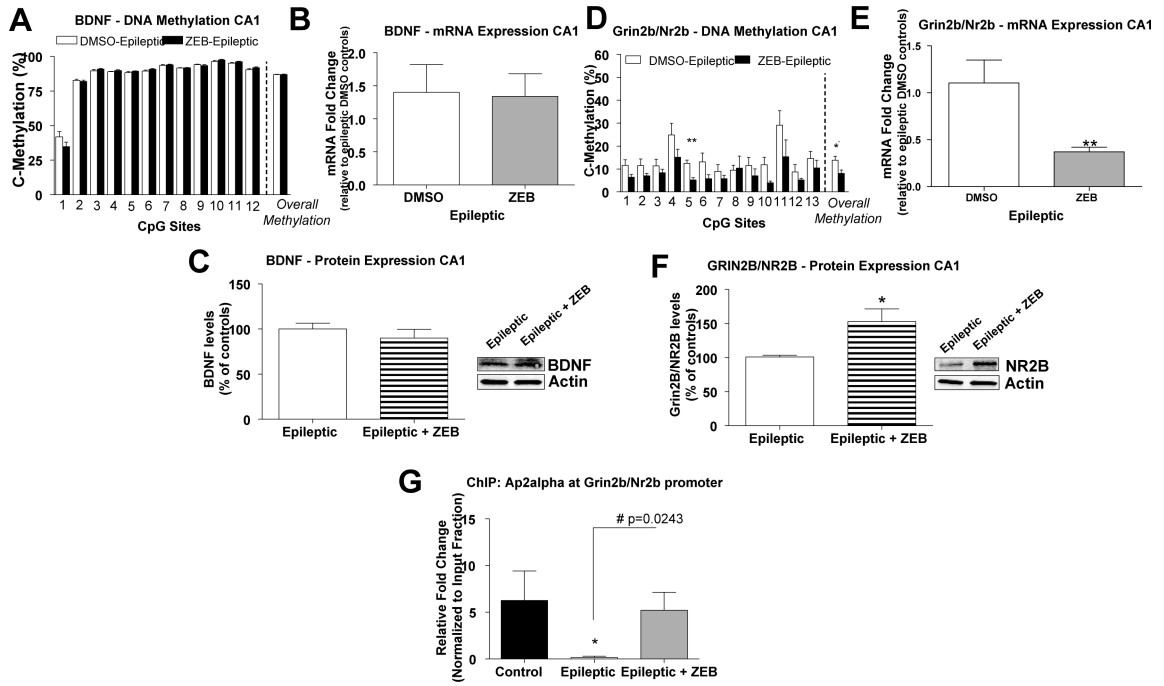 A
BDNF - DNA Methylation CA1
DMSO-Epileptic
ZEB-Epileptic
C-Methylation (%)
100
75
50
25
0
1 2 3 4 5 6 7 8 9 10 11 12
Overall Methylation
CpG Sites
B
BDNF - mRNA Expression CA1
mRNA Fold Change
(relative to epileptic DMSO controls)
2.0
1.5
1.0
0.5
0.0
DMSO ZEB
Epileptic
D
Grin2b/Nr2b - DNA Methylation CA1
DMSO-Epileptic
ZEB-Epileptic
C-Methylation (%)
60
50
40
30
20
10
0
**
*
1 2 3 4 5 6 7 8 9 10 11 12 13
Overall
Methylation
CpG Sites
E
Grin2b/Nr2b - mRNA Expression CA1
mRNA Fold Change
(relative to epileptic DMSO controls)
1.5
1.0
0.5
0.0
**
DMSO ZEB
Epileptic
C
BDNF - Protein Expression CA1
BDNF levels
(% of controls)
150
100
50
0
Epileptic Epileptic + ZEB
Epileptic
Epileptic + ZEB
BDNF
Actin
F
GRIN2B/NR2B - Protein Expression CA1
Grin2B/NR2B levels
(% of controls)
200
150
100
50
0
*
Epileptic Epileptic + ZEB
Epileptic
Epileptic + ZEB
NR2B
Actin
G
ChIP: Ap2alpha at Grin2b/Nr2b promoter
Relative Fold Change
(Normalized to Input Fraction)
15
10
5
0
# p=0.0243
*
Control Epileptic Epileptic + ZEB